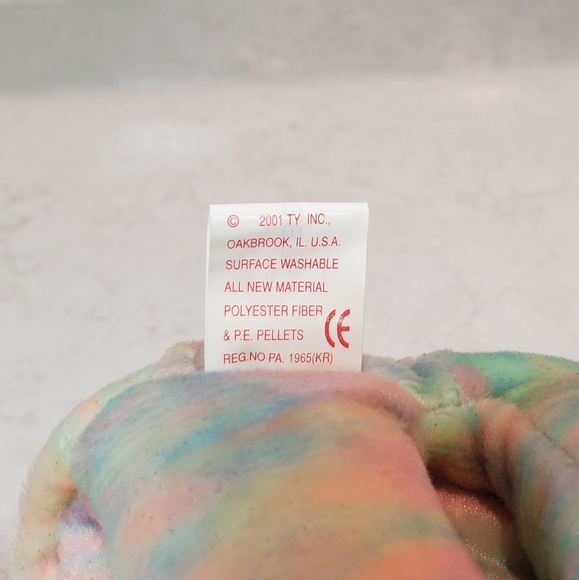 © 2001 TY INC.,
OAKBROOK, IL. U.S.A.
SURFACE WASHABLE
ALL NEW MATERIAL
POLYESTER FIBER
& P.E. PELLETS CE
REG.NO PA. 1965(KR)